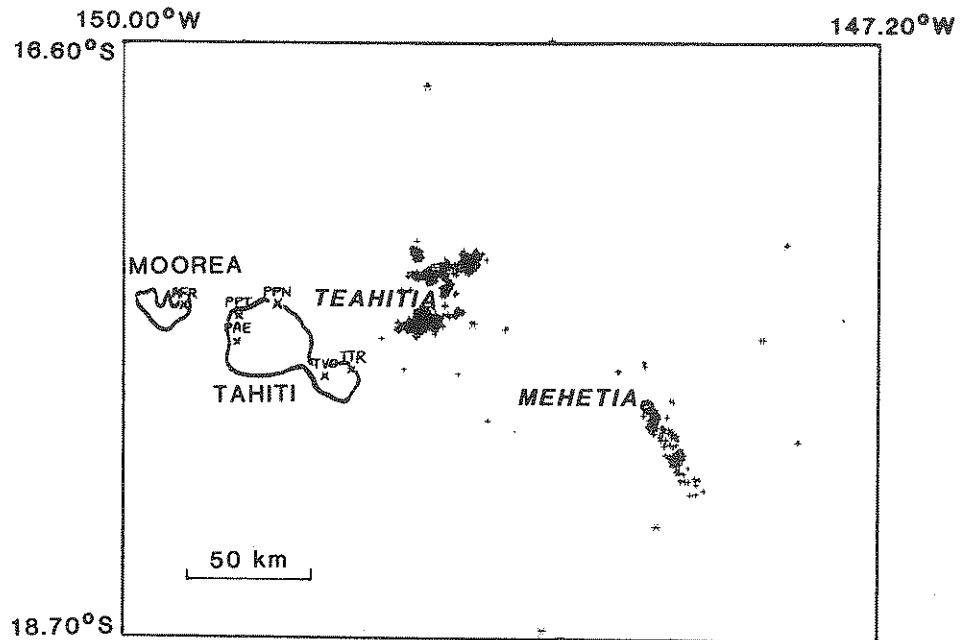 150.00°W
147.20°W
16.60°S
MOOREA
AFR
PPT
PPN
TEAHITIA
PAE
TVO
TTR
TAHITI
MEHETIA
50 km
18.70°S